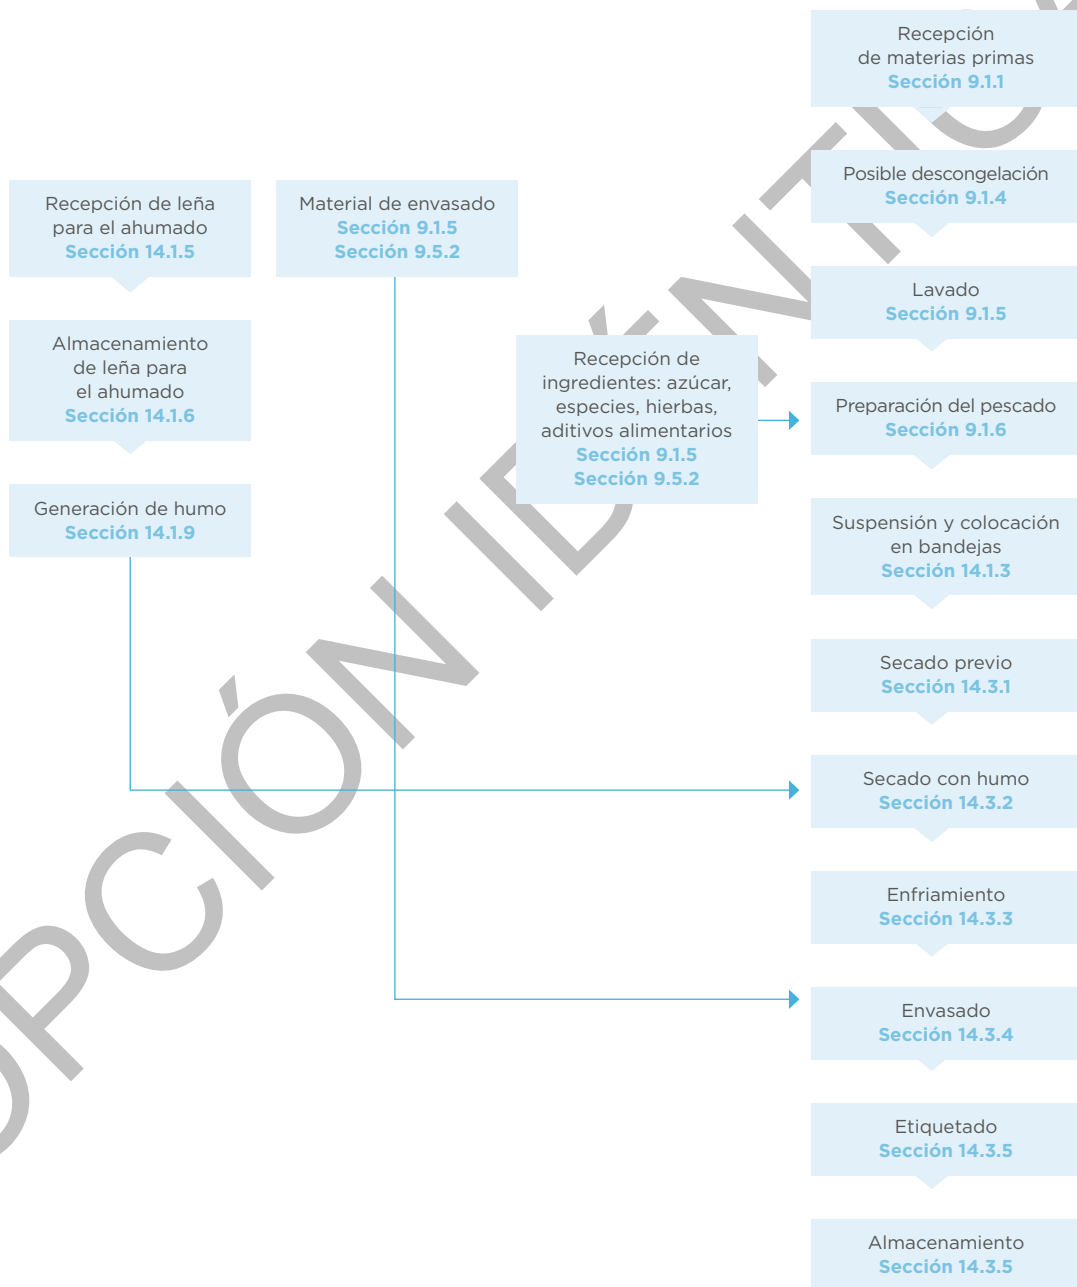 Recepción
de materias primas
Sección 9.1.1
Posible descongelación
Sección 9.1.4
Recepción de leña
para el ahumado
Sección 14.1.5
Material de envasado
Sección 9.1.5
Sección 9.5.2
Lavado
Sección 9.1.5
Almacenamiento
de leña para
el ahumado
Sección 14.1.6
Recepción de
ingredientes: azúcar,
especies, hierbas,
aditivos alimentarios
Sección 9.1.5
Sección 9.5.2
Preparación del pescado
Sección 9.1.6
Generación de humo
Sección 14.1.9
Suspensión y colocación
en bandejas
Sección 14.1.3
Secado previo
Sección 14.3.1
Secado con humo
Sección 14.3.2
Enfriamiento
Sección 14.3.3
Envasado
Sección 14.3.4
Etiquetado
Sección 14.3.5
Almacenamiento
Sección 14.3.5
OPCIÓN IDÉNTICA